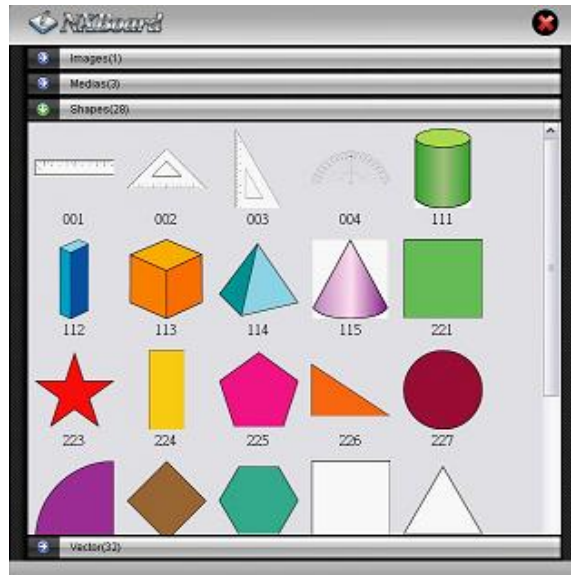 NXBoard
Images(1)
Medias(3)
Shapes(28)
001 002 003 004 111
112 113 114 115 221
223 224 225 226 227
Vector(32)